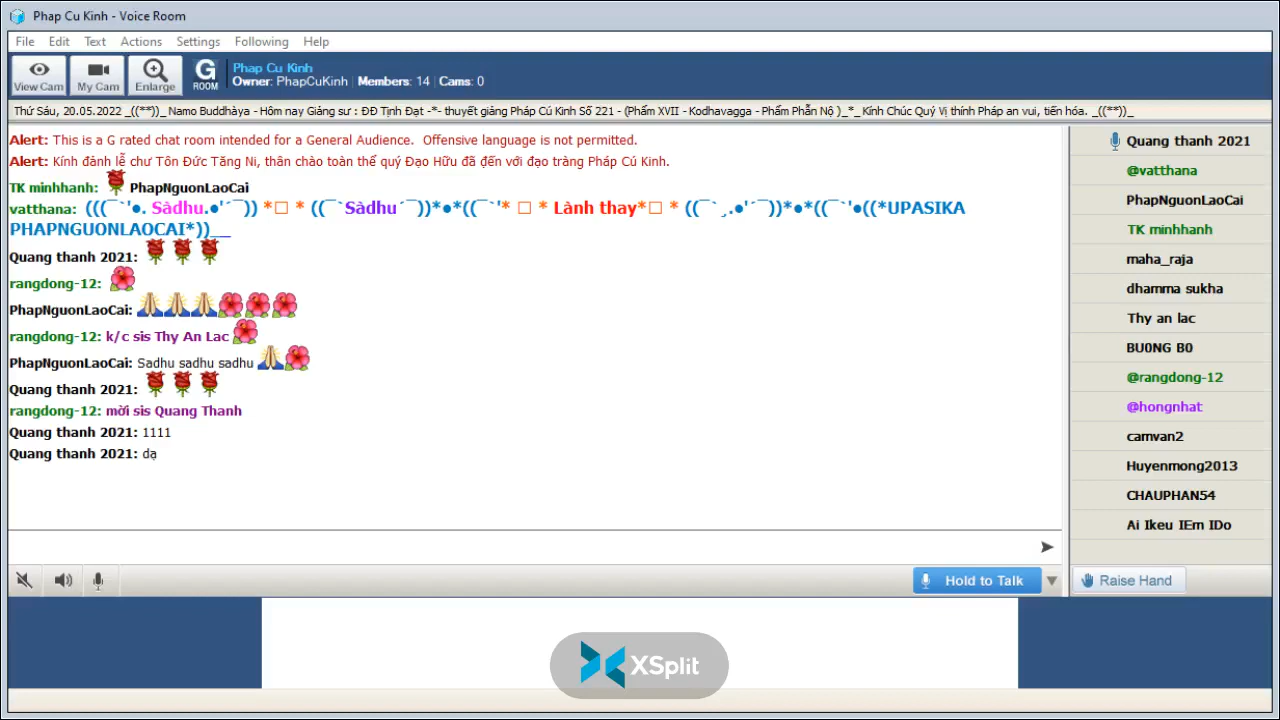 Phap Cu Kinh - Voice Room
File Edit Text Actions Settings Following Help
View Cam My Cam Enlarge G ROOM
Phap Cu Kinh
Owner: PhapCuKinh | Members: 14 | Cams: 0
Thứ Sáu, 20.05.2022 _((**))_ Namo Buddhàya - Hôm nay Giảng sư : ĐĐ Tịnh Đạt -*- thuyết giảng Pháp Cú Kinh Số 221 - (Phẩm XVII - Kodhavagga - Phẩm Phẫn Nộ )_*_ Kính Chúc Quý Vị thính Pháp an vui, tiến hóa. _((**))_
Alert: This is a G rated chat room intended for a General Audience. Offensive language is not permitted.
Alert: Kính đảnh lễ chư Tôn Đức Tăng Ni, thân chào toàn thể quý Đạo Hữu đã đến với đạo tràng Pháp Cú Kinh.
TK minhhanh: 🌹 PhapNguonLaoCai
vatthana: (((¯`'●. Sàdhu.●'´¯)) *□ * ((¯`Sàdhu´¯))*●*((¯`'* □ * Lành thay*□ * ((¯`¸.●'´¯))*●*((¯`'●((*UPASIKA
PHAPNGUONLAOCAI*))__
Quang thanh 2021: 🌹 🌹 🌹
rangdong-12: 🌺
PhapNguonLaoCai: 🙏🙏🙏🌺🌺🌺
rangdong-12: k/c sis Thy An Lac 🌺
PhapNguonLaoCai: Sadhu sadhu sadhu 🙏🌺
Quang thanh 2021: 🌹 🌹 🌹
rangdong-12: mời sis Quang Thanh
Quang thanh 2021: 1111
Quang thanh 2021: dạ
Hold to Talk
Quang thanh 2021
@vatthana
PhapNguonLaoCai
TK minhhanh
maha_raja
dhamma sukha
Thy an lac
BU0NG B0
@rangdong-12
@hongnhat
camvan2
Huyenmong2013
CHAUPHAN54
Ai Ikeu IEm IDo
Raise Hand
XSplit